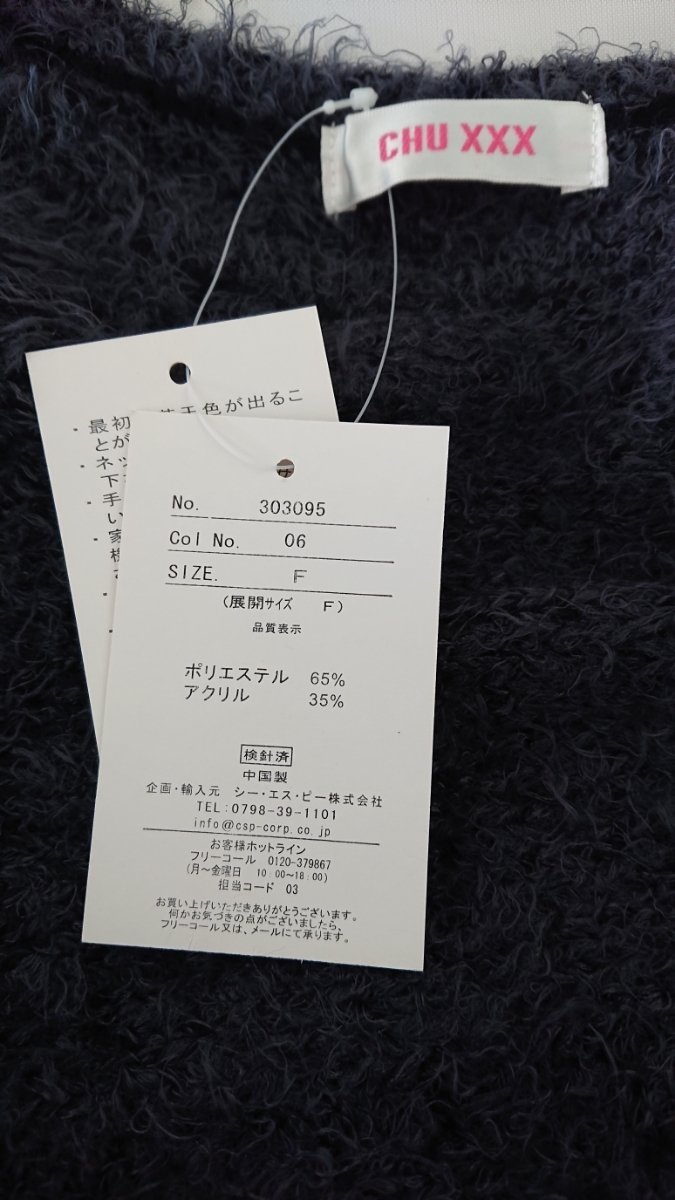 CHU XXX
・最初 色が出るこ
とが
・ネッ
下
・手
い
・家
No. 303095
Col No. 06
SIZE. F
(展開サイズ F)
品質表示
ポリエステル 65%
アクリル 35%
検針済
中国製
企画・輸入元 シー・エス・ピー株式会社
TEL:0798-39-1101
info@csp-corp.co.jp
お客様ホットライン
フリーコール 0120-379867
(月〜金曜日 10:00〜18:00)
担当コード 03
お買い上げいただきありがとうございます。
何かお気づきの点がございましたら、
フリーコール又は、メールにて承ります。